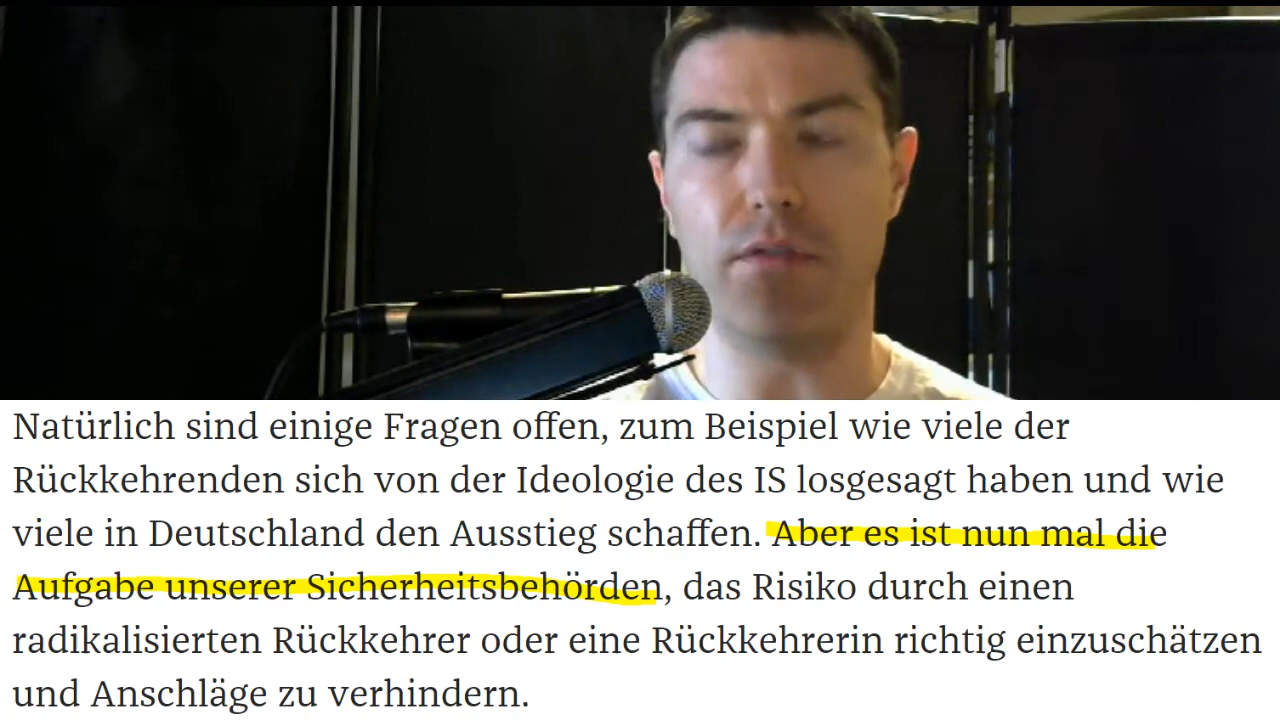 Natürlich sind einige Fragen offen, zum Beispiel wie viele der
Rückkehrenden sich von der Ideologie des IS losgesagt haben und wie
viele in Deutschland den Ausstieg schaffen. Aber es ist nun mal die
Aufgabe unserer Sicherheitsbehörden, das Risiko durch einen
radikalisierten Rückkehrer oder eine Rückkehrerin richtig einzuschätzen
und Anschläge zu verhindern.